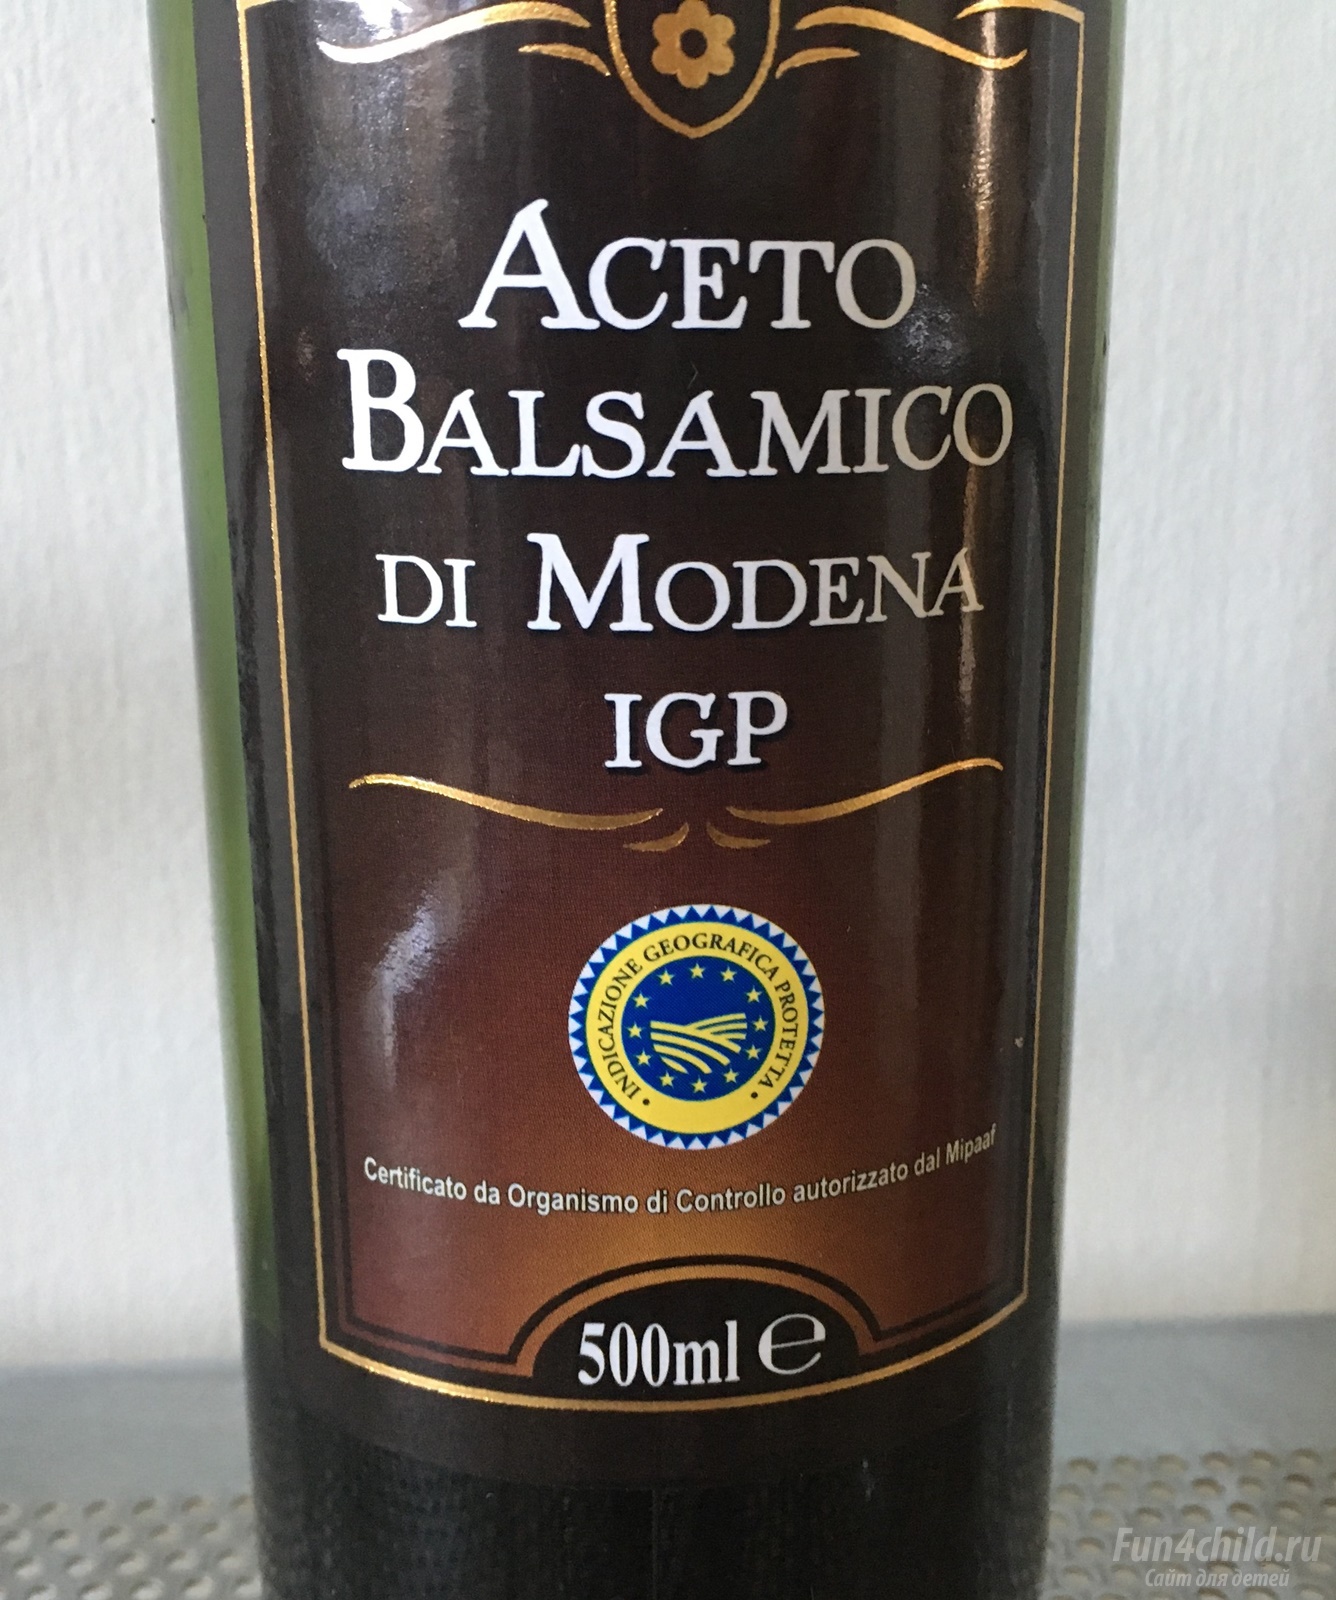 ACETO
BALSAMICO
DI MODENA
IGP
INDICAZIONE GEOGRAFICA PROTETTA
Certificato da Organismo di Controllo autorizzato dal Mipaaf
500ml ℮
Fun4child.ru
Сайт для детей